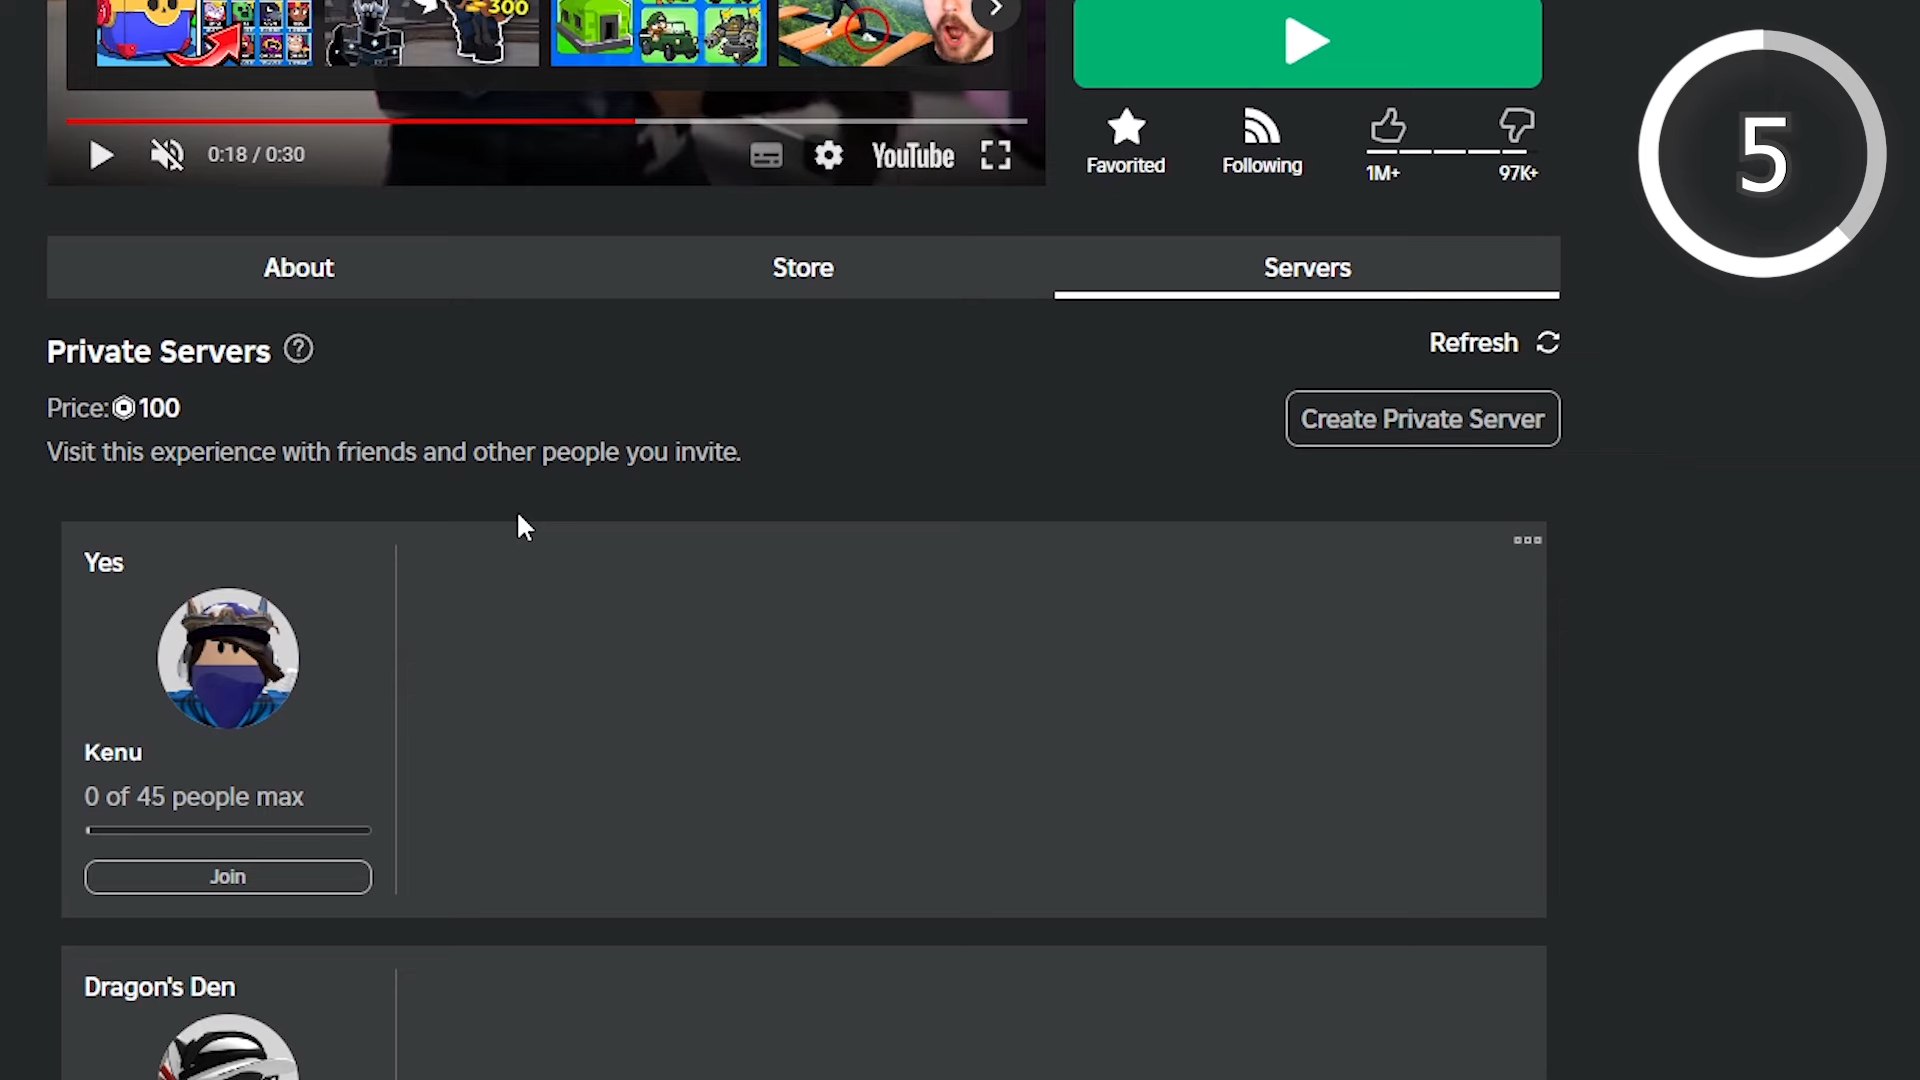 300
0:18 / 0:30
YouTube
Favorited
Following
1M+
97K+
5
About
Store
Servers
Private Servers
Refresh
Price: 100
Create Private Server
Visit this experience with friends and other people you invite.
Yes
Kenu
0 of 45 people max
Join
Dragon's Den